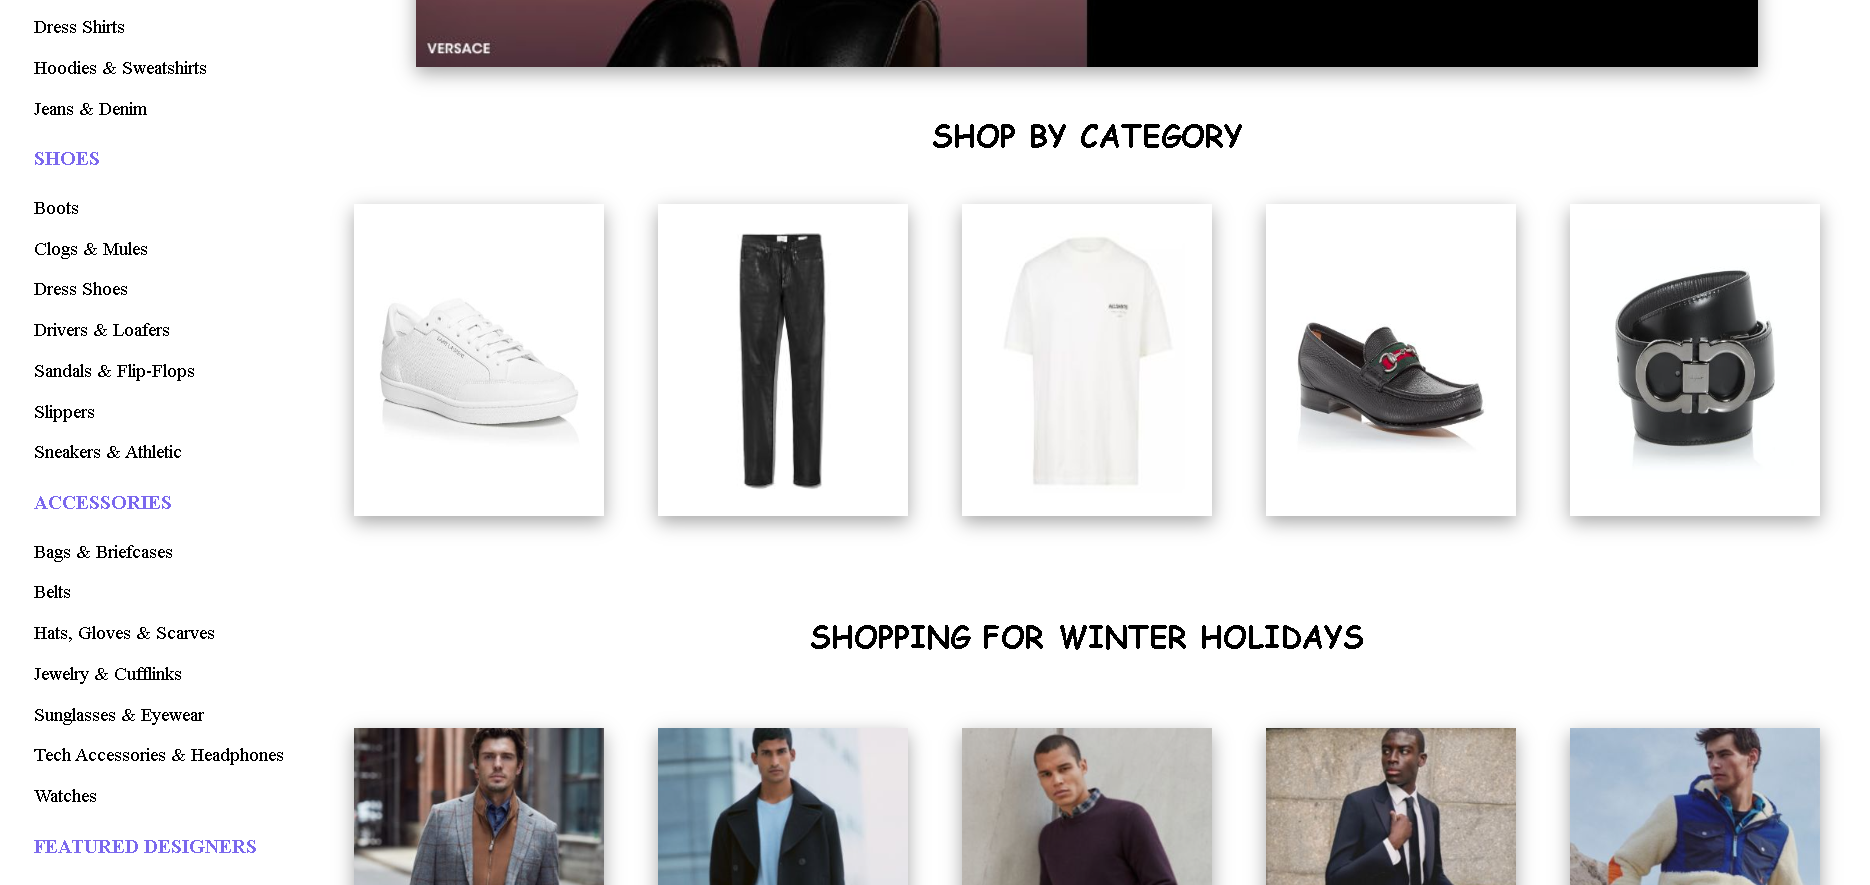 Dress Shirts
Hoodies & Sweatshirts
Jeans & Denim
SHOES
Boots
Clogs & Mules
Dress Shoes
Drivers & Loafers
Sandals & Flip-Flops
Slippers
Sneakers & Athletic
ACCESSORIES
Bags & Briefcases
Belts
Hats, Gloves & Scarves
Jewelry & Cufflinks
Sunglasses & Eyewear
Tech Accessories & Headphones
Watches
FEATURED DESIGNERS
VERSACE
SHOP BY CATEGORY
SHOPPING FOR WINTER HOLIDAYS